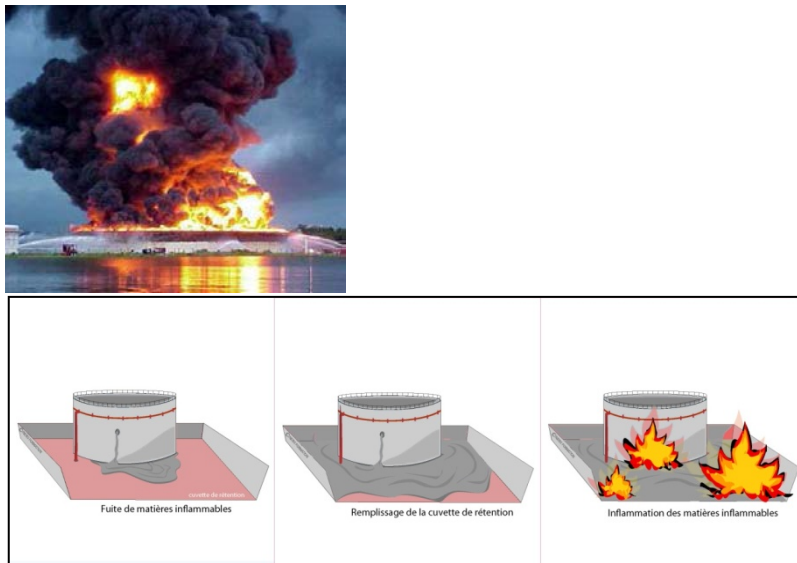 cuvette de rétention
Fuite de matières inflammables
Remplissage de la cuvette de rétention
Inflammation des matières inflammables